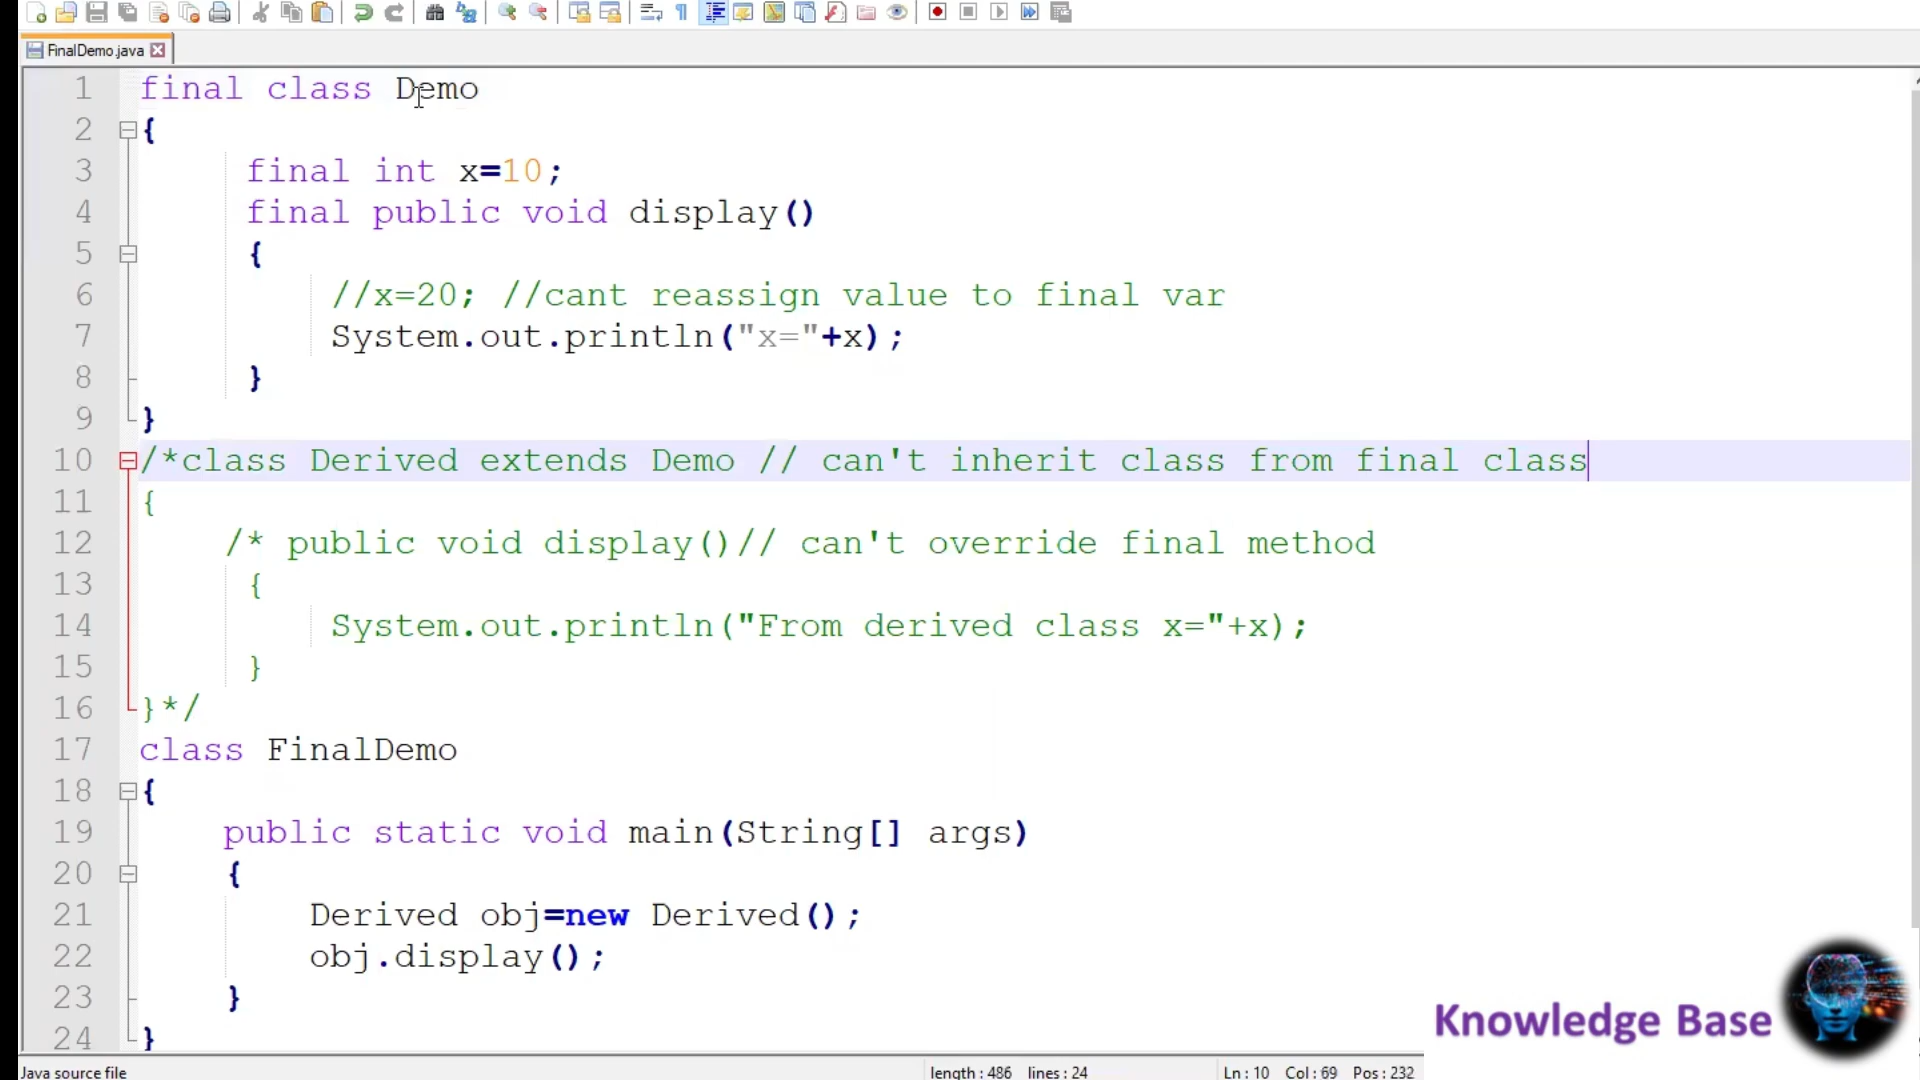 FinalDemo.java
1 final class Demo
2 {
3 final int x=10;
4 final public void display()
5 {
6 //x=20; //cant reassign value to final var
7 System.out.println("x="+x);
8 }
9 }
10 /*class Derived extends Demo // can't inherit class from final class
11 {
12 /* public void display()// can't override final method
13 {
14 System.out.println("From derived class x="+x);
15 }
16 }*/
17 class FinalDemo
18 {
19 public static void main(String[] args)
20 {
21 Derived obj=new Derived();
22 obj.display();
23 }
24 }
Knowledge Base
Java source file length : 486 lines : 24 Ln : 10 Col : 69 Pos : 232